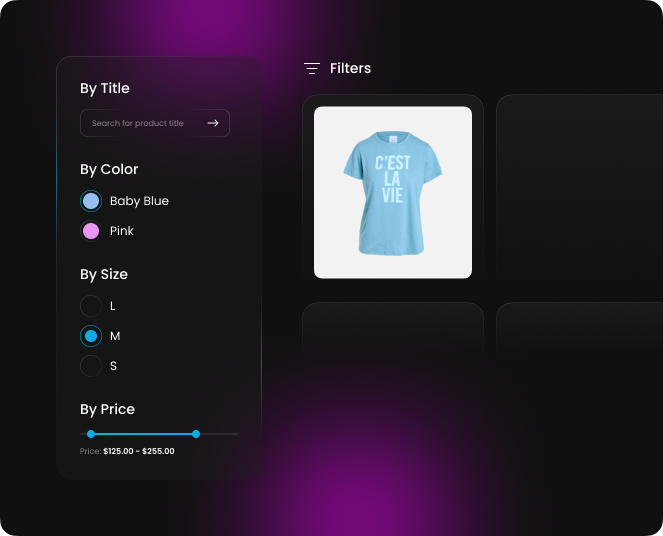 By Title
Search for product title
By Color
Baby Blue
Pink
By Size
L
M
S
By Price
Price: $125.00 - $255.00
Filters
C'EST
LA
VIE